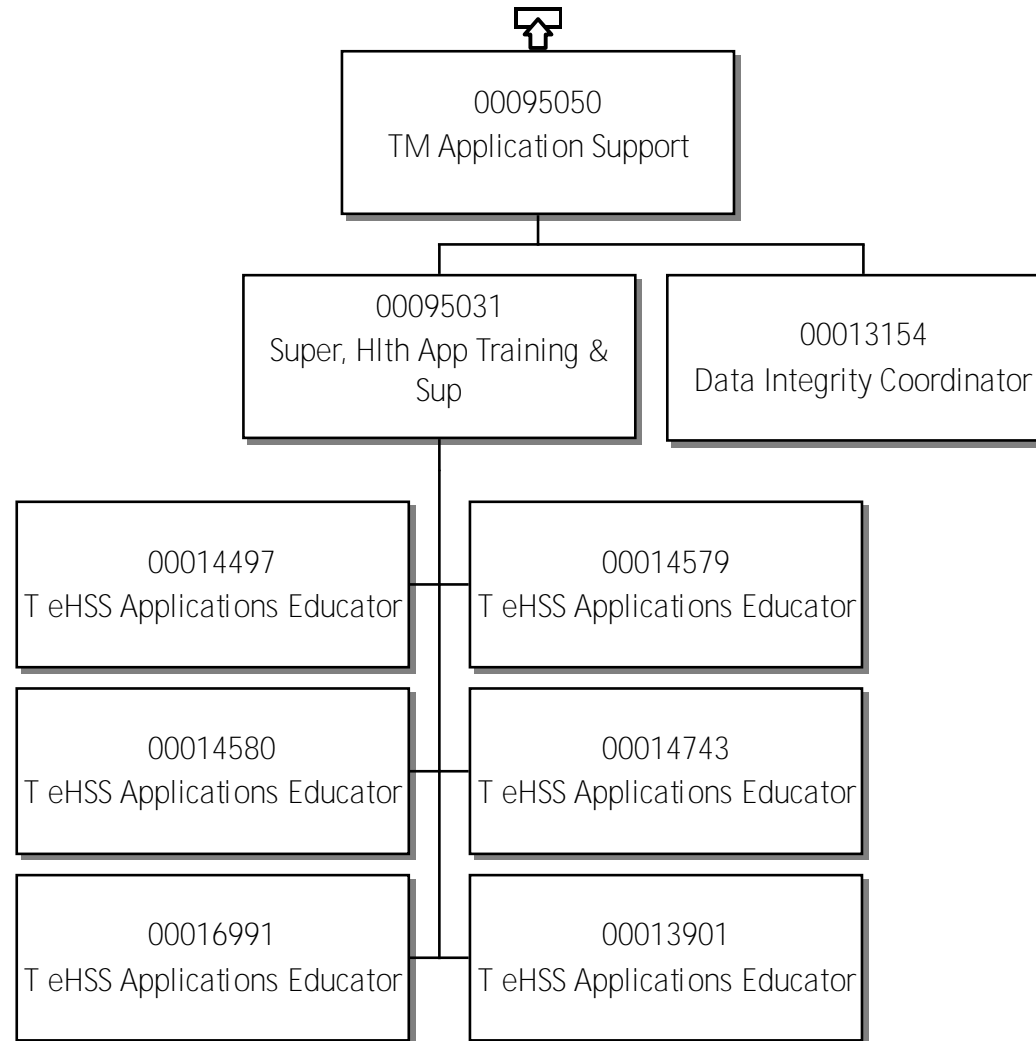 00095050
TM Application Support
00095031
Super, Hlth App Training &
Sup
00013154
Data Integrity Coordinator
00014497
T eHSS Applications Educator
00014579
T eHSS Applications Educator
00014580
T eHSS Applications Educator
00014743
T eHSS Applications Educator
00016991
T eHSS Applications Educator
00013901
T eHSS Applications Educator